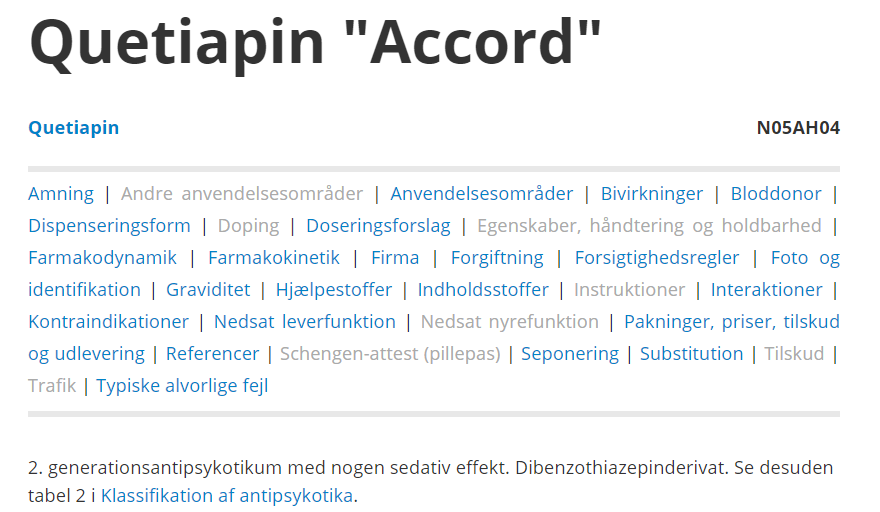 Quetiapin "Accord"
Quetiapin N05AH04
Amning | Andre anvendelsesområder | Anvendelsesområder | Bivirkninger | Bloddonor |
Dispenseringsform | Doping | Doseringsforslag | Egenskaber, håndtering og holdbarhed |
Farmakodynamik | Farmakokinetik | Firma | Forgiftning | Forsigtighedsregler | Foto og
identifikation | Graviditet | Hjælpestoffer | Indholdsstoffer | Instruktioner | Interaktioner |
Kontraindikationer | Nedsat leverfunktion | Nedsat nyrefunktion | Pakninger, priser, tilskud
og udlevering | Referencer | Schengen-attest (pillepas) | Seponering | Substitution | Tilskud |
Trafik | Typiske alvorlige fejl
2. generationsantipsykotikum med nogen sedativ effekt. Dibenzothiazepinderivat. Se desuden
tabel 2 i Klassifikation af antipsykotika.